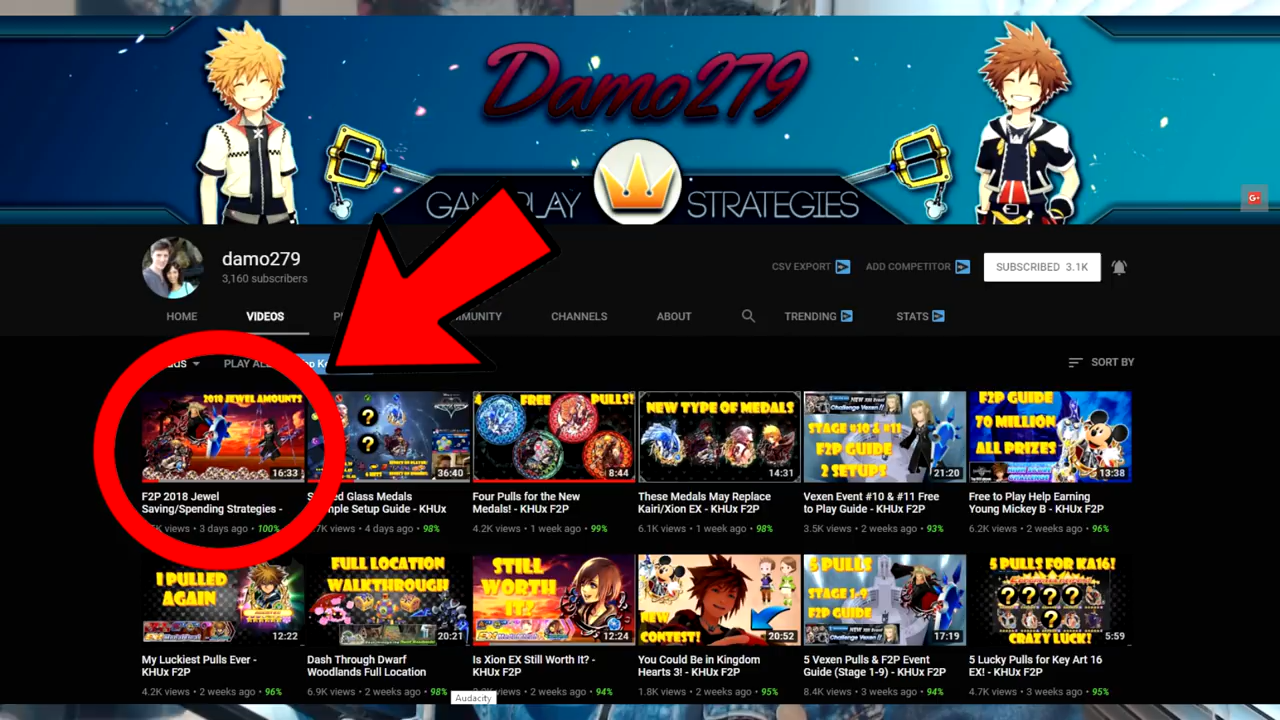 Damo279
GAMEPLAY STRATEGIES
G+
damo279
3,160 subscribers
CSV EXPORT
ADD COMPETITOR
SUBSCRIBED 3.1K
HOME
VIDEOS
CHANNELS
ABOUT
TRENDING
STATS
PLAY ALL
SORT BY
2018 JEWEL AMOUNTS
16:33
36:40
4 FREE PULLS!
8:44
NEW TYPE OF MEDALS
14:31
Challenge Vexen !!
STAGE #10 & #11
F2P GUIDE
2 SETUPS
21:20
F2P GUIDE
70 MILLION
ALL PRIZES
13:38
F2P 2018 Jewel
Saving/Spending Strategies -
views • 3 days ago • 100%
Glass Medals
Setup Guide - KHUx
views • 4 days ago • 98%
Four Pulls for the New
Medals! - KHUx F2P
4.2K views • 1 week ago • 99%
These Medals May Replace
Kairi/Xion EX - KHUx F2P
6.1K views • 1 week ago • 98%
Vexen Event #10 & #11 Free
to Play Guide - KHUx F2P
3.5K views • 2 weeks ago • 93%
Free to Play Help Earning
Young Mickey B - KHUx F2P
6.2K views • 2 weeks ago • 96%
I PULLED
AGAIN
12:22
FULL LOCATION
WALKTHROUGH
20:21
STILL
WORTH
IT?
12:24
NEW
CONTEST!
20:52
5 PULLS
STAGE 1-9
F2P GUIDE
Challenge Vexen !!
17:19
5 PULLS FOR KA16!
? ? ? ?
?
CRAZY LUCK!
5:59
My Luckiest Pulls Ever -
KHUx F2P
4.2K views • 2 weeks ago • 96%
Dash Through Dwarf
Woodlands Full Location
6.9K views • 2 weeks ago • 98%
Is Xion EX Still Worth It? -
KHUx F2P
views • 2 weeks ago • 94%
You Could Be in Kingdom
Hearts 3! - KHUx F2P
1.8K views • 2 weeks ago • 95%
5 Vexen Pulls & F2P Event
Guide (Stage 1-9) - KHUx F2P
8.4K views • 3 weeks ago • 94%
5 Lucky Pulls for Key Art 16
EX! - KHUx F2P
4.7K views • 3 weeks ago • 95%
Audacity